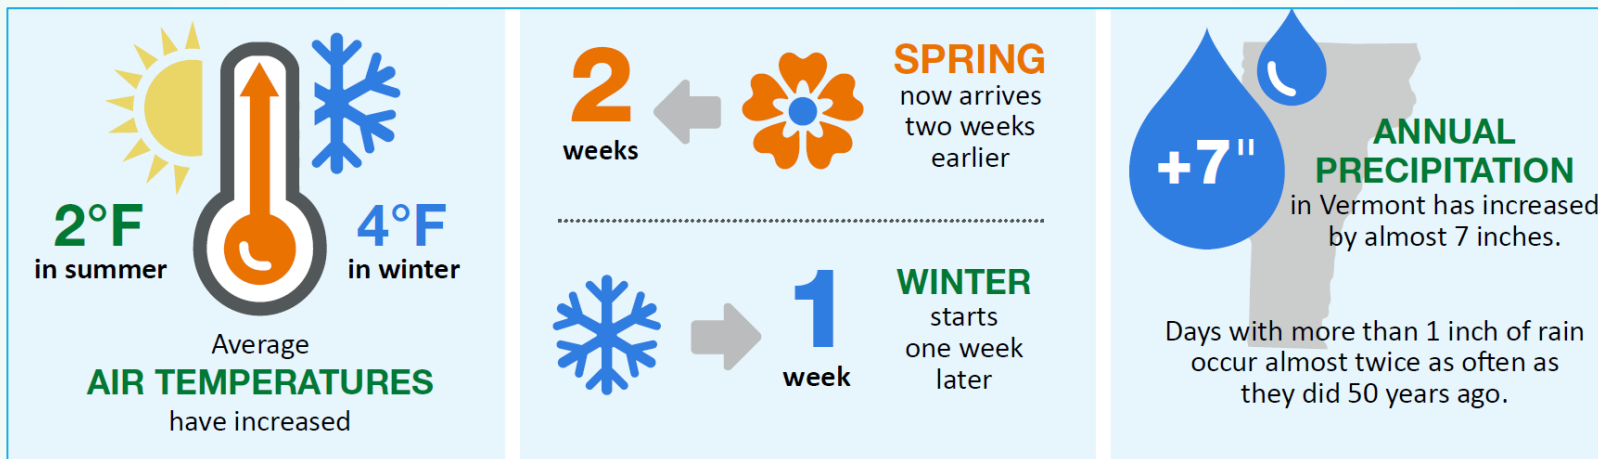 2°F
in summer
4°F
in winter
Average
AIR TEMPERATURES
have increased
2
weeks
SPRING
now arrives
two weeks
earlier
1
week
WINTER
starts
one week
later
+7"
ANNUAL
PRECIPITATION
in Vermont has increased
by almost 7 inches.
Days with more than 1 inch of rain
occur almost twice as often as
they did 50 years ago.